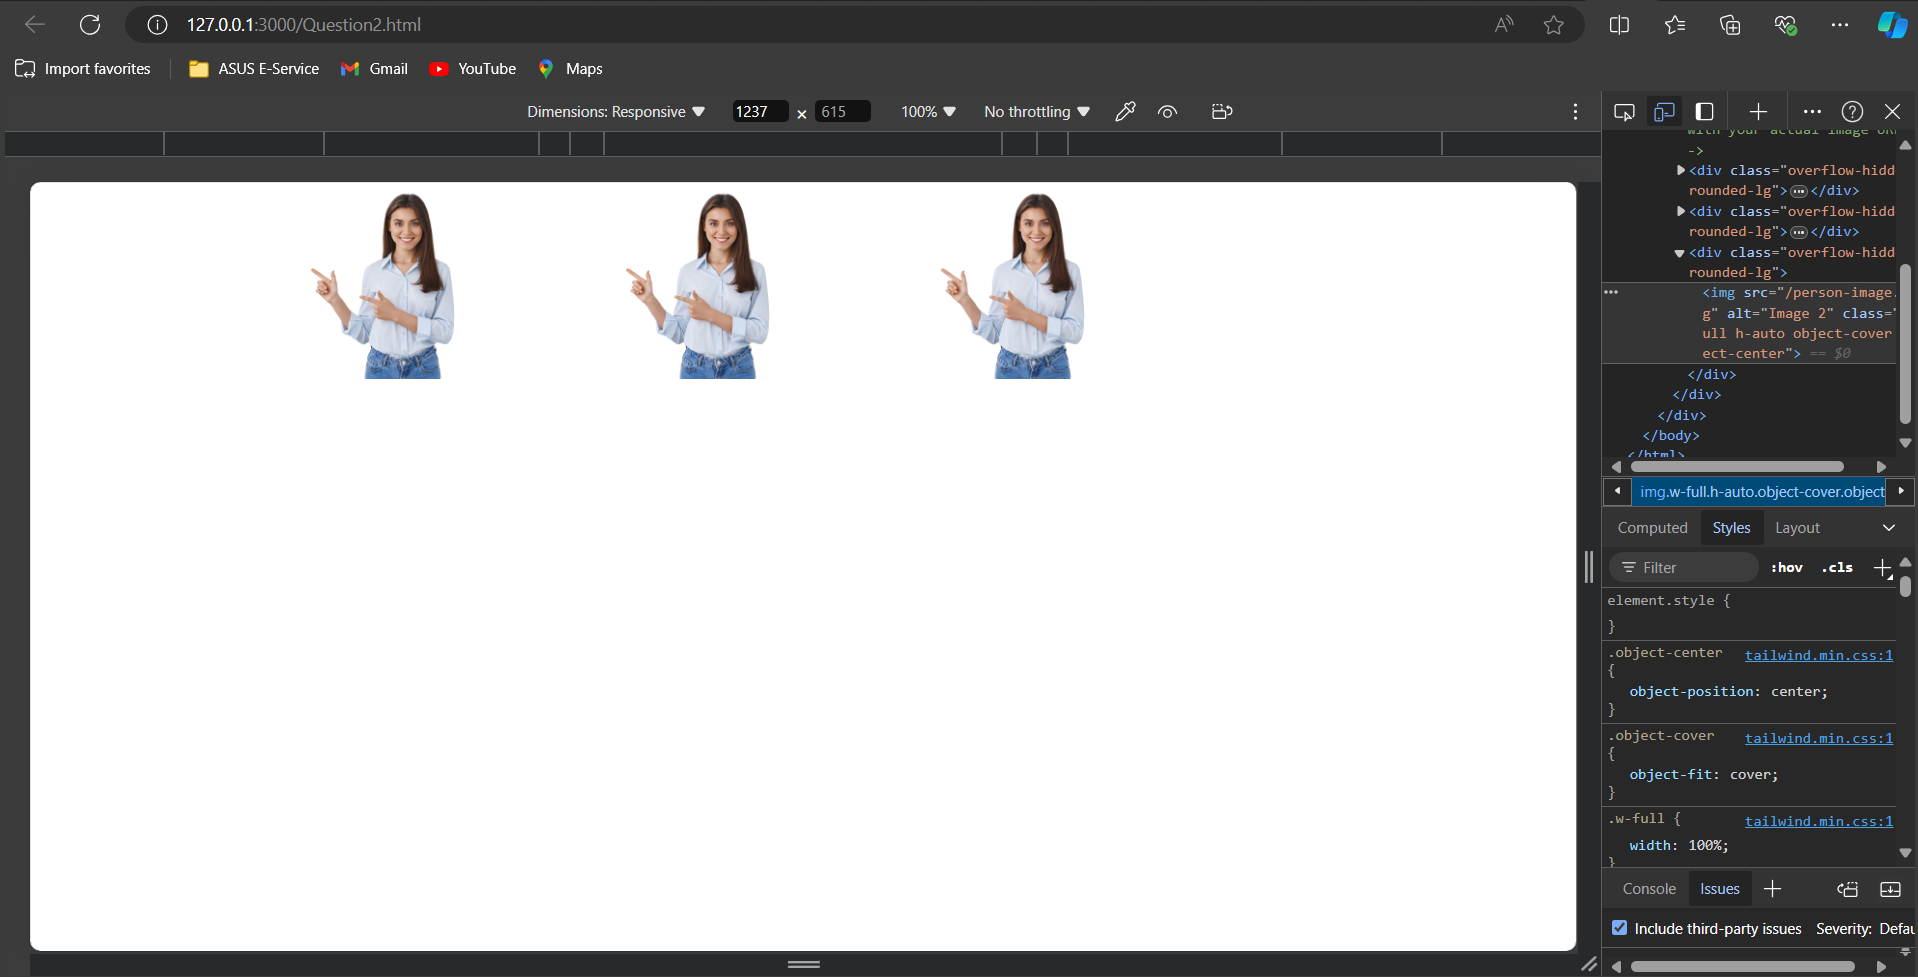 127.0.0.1:3000/Question2.html
Import favorites
ASUS E-Service
Gmail
YouTube
Maps
Dimensions: Responsive
1237
×
615
100%
No throttling
with your actual image
->
<div class="overflow-hidd
rounded-lg"> ⋯ </div>
<div class="overflow-hidd
rounded-lg"> ⋯ </div>
<div class="overflow-hidd
rounded-lg">
<img src="/person-image.
g" alt="Image 2" class="
ull h-auto object-cover
ect-center"> == $0
</div>
</div>
</div>
</body>
</html>
img.w-full.h-auto.object-cover.object
Computed
Styles
Layout
Filter
:hov
.cls
element.style {
}
.object-center
tailwind.min.css:1
{
object-position: center;
}
.object-cover
tailwind.min.css:1
{
object-fit: cover;
}
.w-full {
tailwind.min.css:1
width: 100%;
}
Console
Issues
Include third-party issues
Severity: Defau